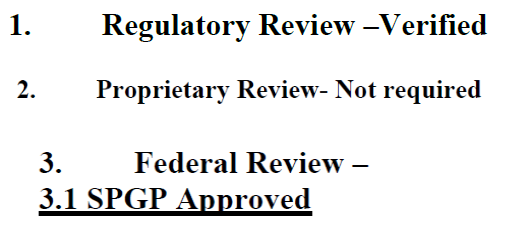 1. Regulatory Review –Verified
2. Proprietary Review- Not required
3. Federal Review –
3.1 SPGP Approved